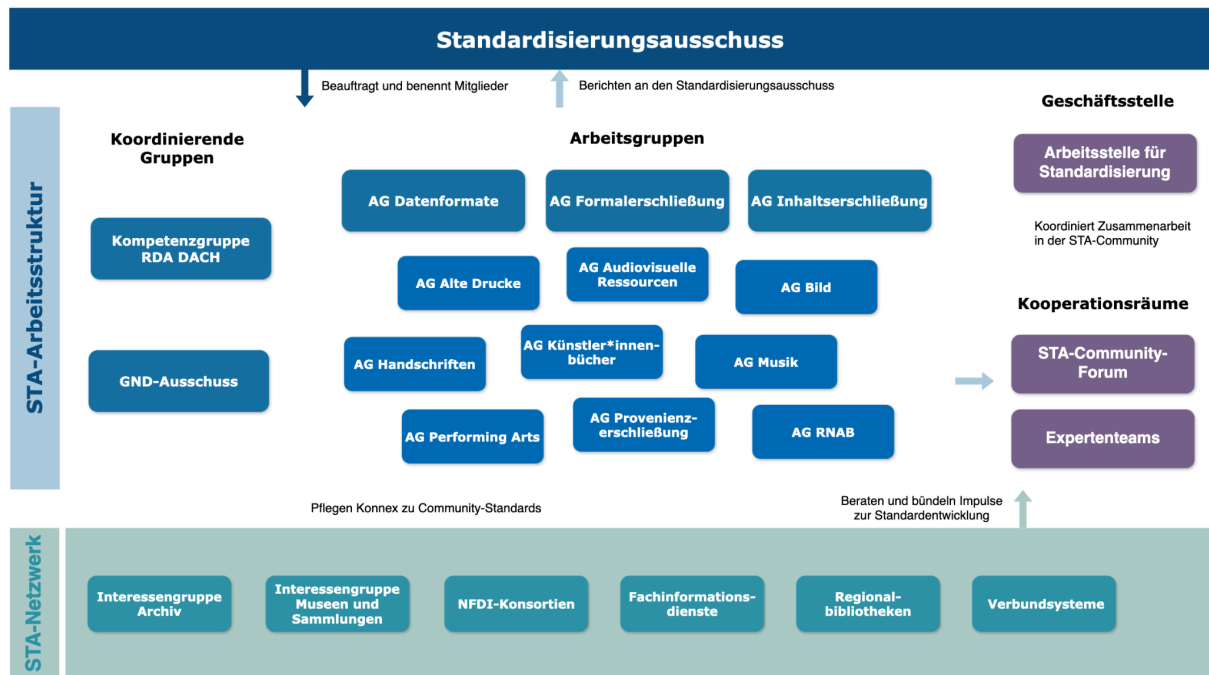 Standardisierungsausschuss
Beauftragt und benennt Mitglieder
Berichten an den Standardisierungsausschuss
STA-Arbeitsstruktur
Koordinierende
Gruppen
Kompetenzgruppe
RDA DACH
GND-Ausschuss
Arbeitsgruppen
AG Datenformate
AG Formalerschließung
AG Inhaltserschließung
AG Alte Drucke
AG Audiovisuelle
Ressourcen
AG Bild
AG Handschriften
AG Künstler*innen-
bücher
AG Musik
AG Performing Arts
AG Provenienz-
erschließung
AG RNAB
Geschäftsstelle
Arbeitsstelle für
Standardisierung
Koordiniert Zusammenarbeit
in der STA-Community
Kooperationsräume
STA-Community-
Forum
Expertenteams
Pflegen Konnex zu Community-Standards
Beraten und bündeln Impulse
zur Standardentwicklung
STA-Netzwerk
Interessengruppe
Archiv
Interessengruppe
Museen und
Sammlungen
NFDI-Konsortien
Fachinformations-
dienste
Regional-
bibliotheken
Verbundsysteme